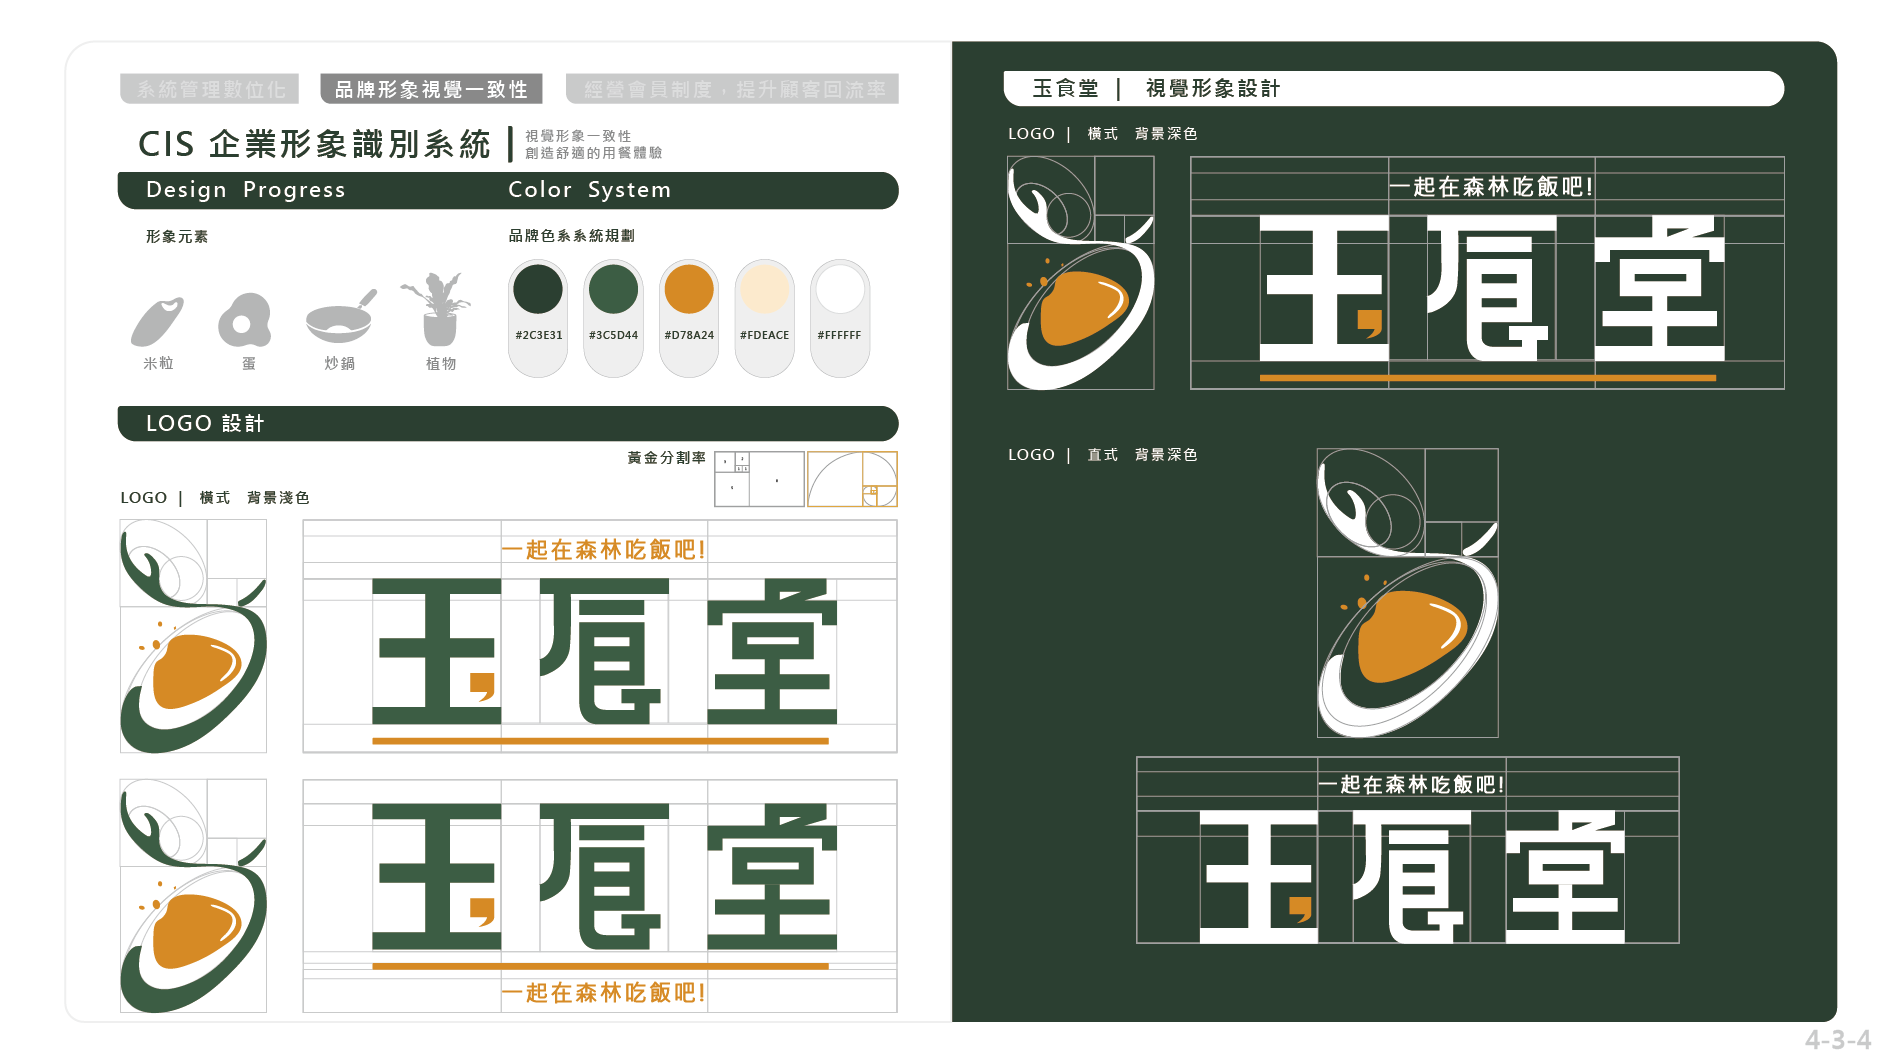 系統管理數位化
品牌形象視覺一致性
經營會員制度，提升顧客回流率
CIS 企業形象識別系統
視覺形象一致性
創造舒適的用餐體驗
Design Progress
Color System
形象元素
米粒
蛋
炒鍋
植物
品牌色系系統規劃
#2C3E31
#3C5D44
#D78A24
#FDEACE
#FFFFFF
LOGO 設計
黃金分割率
LOGO | 橫式 背景淺色
一起在森林吃飯吧!
玉食堂
玉食堂
一起在森林吃飯吧!
玉食堂 | 視覺形象設計
LOGO | 橫式 背景深色
一起在森林吃飯吧!
玉食堂
LOGO | 直式 背景深色
一起在森林吃飯吧!
玉食堂
4-3-4